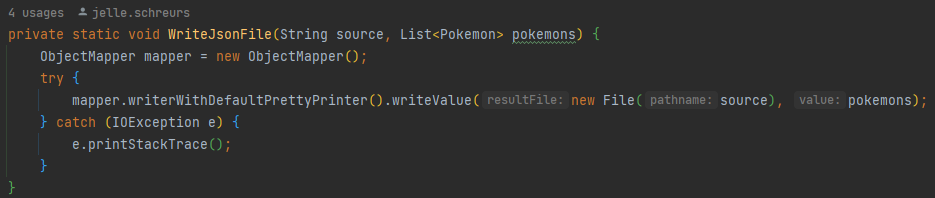 4 usages jelle.schreurs
private static void WriteJsonFile(String source, List<Pokemon> pokemons) {
ObjectMapper mapper = new ObjectMapper();
try {
mapper.writerWithDefaultPrettyPrinter().writeValue( resultFile: new File( pathname: source), value: pokemons);
} catch (IOException e) {
e.printStackTrace();
}
}